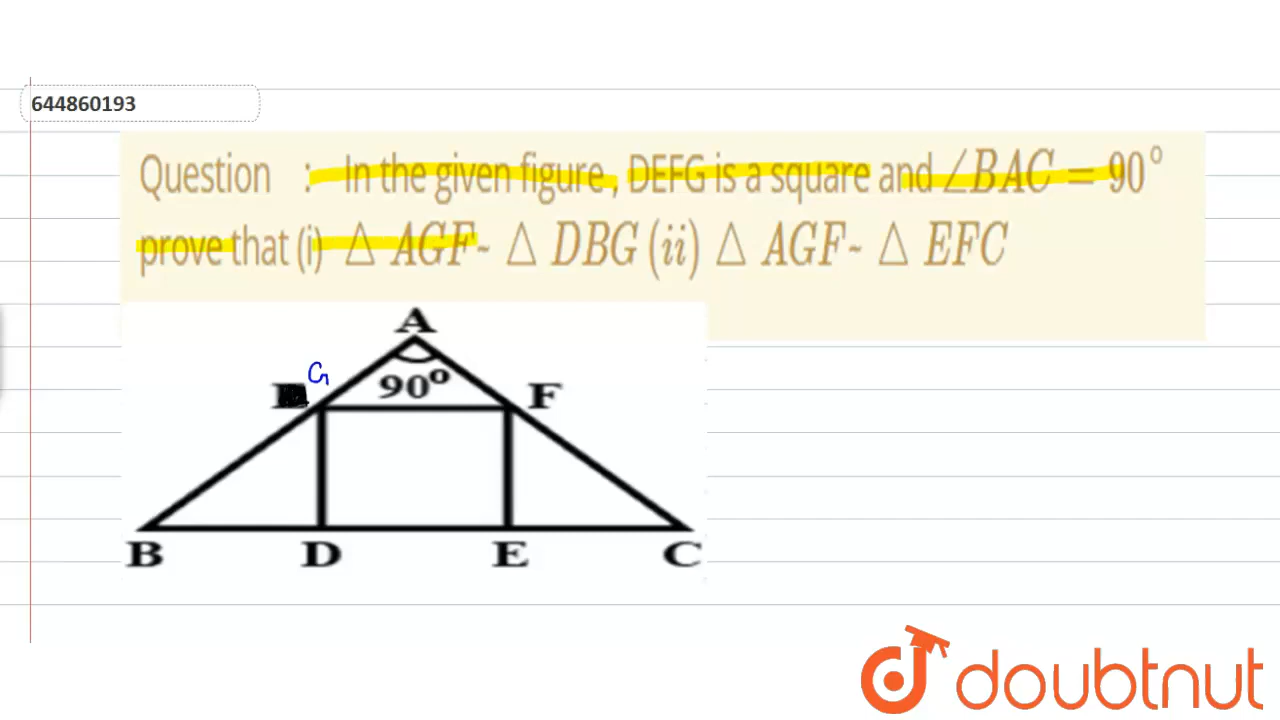 644860193
Question : In the given figure , DEFG is a square and ∠BAC = 90°
prove that (i) △ AGF~ △ DBG (ii) △ AGF~ △ EFC
A
G
90°
F
B D E C
doubtnut